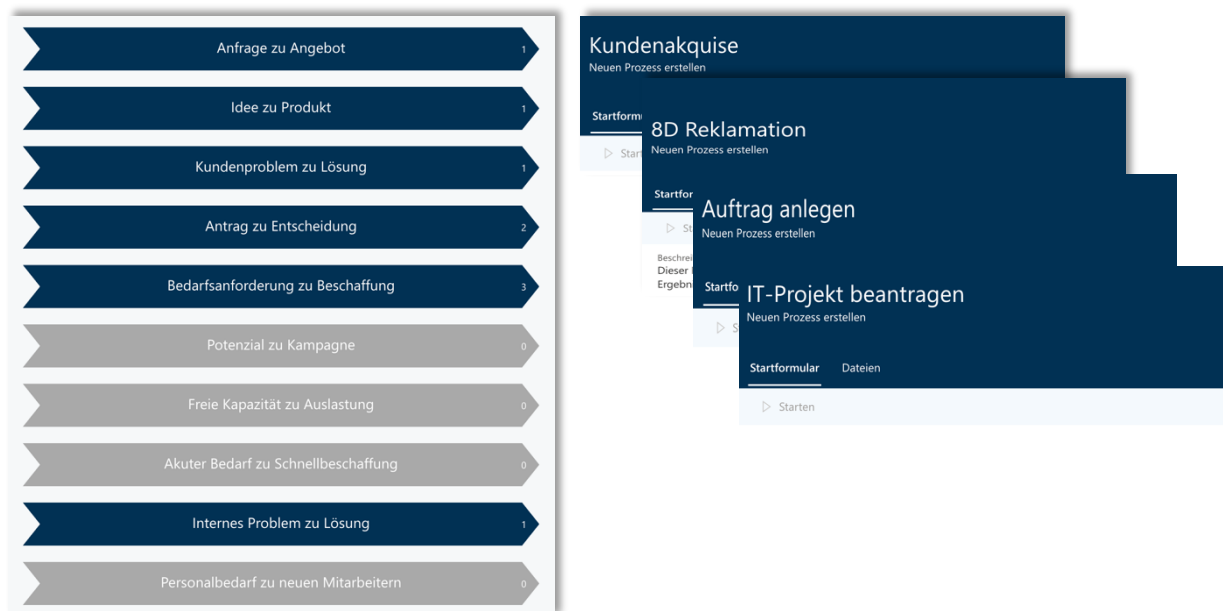 Anfrage zu Angebot 1
Idee zu Produkt 1
Kundenproblem zu Lösung 1
Antrag zu Entscheidung 2
Bedarfsanforderung zu Beschaffung 3
Potenzial zu Kampagne 0
Freie Kapazität zu Auslastung 0
Akuter Bedarf zu Schnellbeschaffung 0
Internes Problem zu Lösung 1
Personalbedarf zu neuen Mitarbeitern 0
Kundenakquise
Neuen Prozess erstellen
8D Reklamation
Neuen Prozess erstellen
Auftrag anlegen
Neuen Prozess erstellen
IT-Projekt beantragen
Neuen Prozess erstellen
Startformular Dateien
Starten